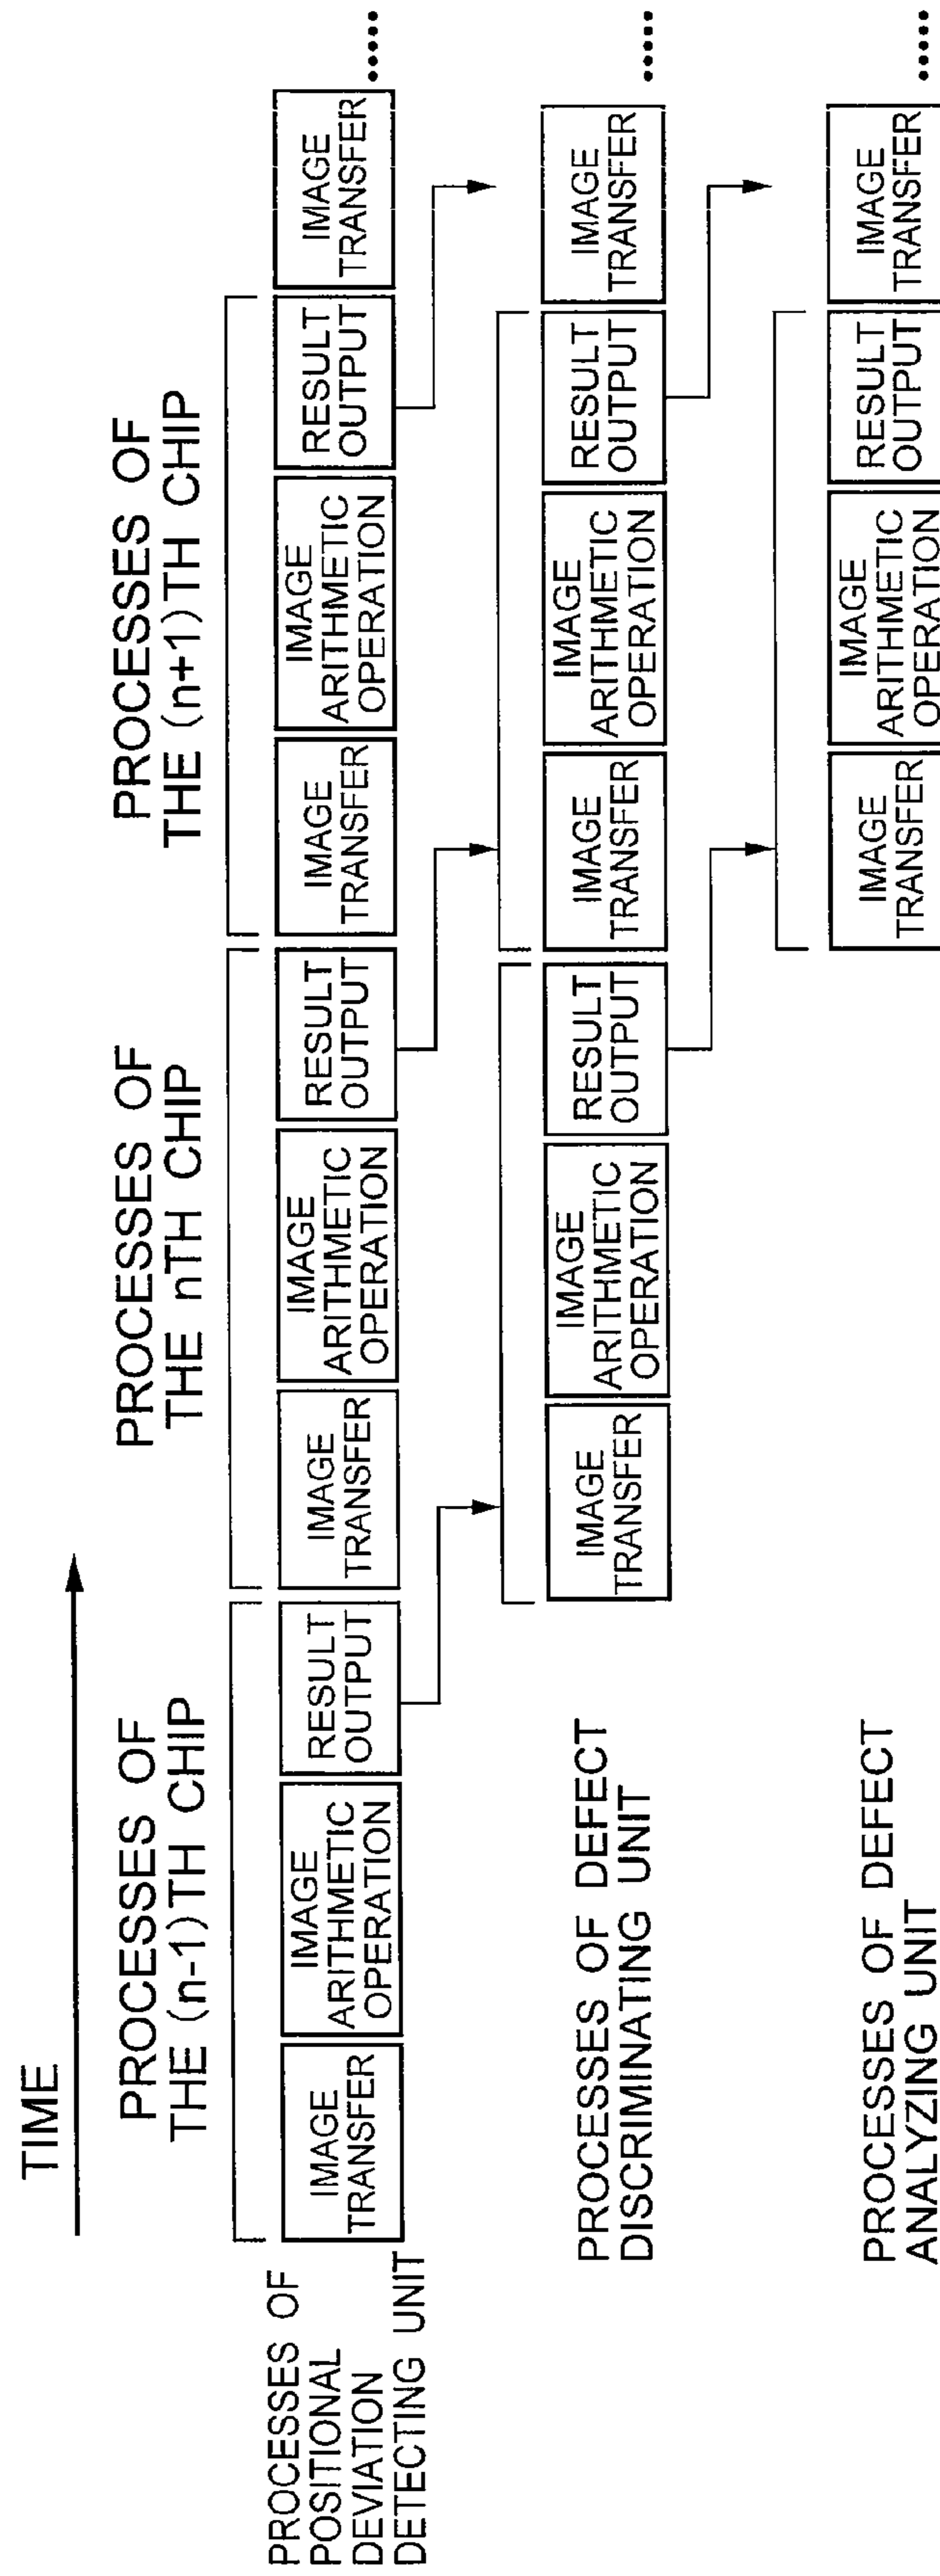 TIME
PROCESSES OF
THE (n-1)TH CHIP
PROCESSES OF
THE nTH CHIP
PROCESSES OF
THE (n+1)TH CHIP
PROCESSES OF
POSITIONAL
DEVIATION
DETECTING UNIT
IMAGE
TRANSFER
IMAGE
ARITHMETIC
OPERATION
RESULT
OUTPUT
IMAGE
TRANSFER
IMAGE
ARITHMETIC
OPERATION
RESULT
OUTPUT
IMAGE
TRANSFER
IMAGE
ARITHMETIC
OPERATION
RESULT
OUTPUT
IMAGE
TRANSFER
.....
PROCESSES OF DEFECT
DISCRIMINATING UNIT
IMAGE
TRANSFER
IMAGE
ARITHMETIC
OPERATION
RESULT
OUTPUT
IMAGE
TRANSFER
IMAGE
ARITHMETIC
OPERATION
RESULT
OUTPUT
IMAGE
TRANSFER
.....
PROCESSES OF DEFECT
ANALYZING UNIT
IMAGE
TRANSFER
IMAGE
ARITHMETIC
OPERATION
RESULT
OUTPUT
IMAGE
TRANSFER
.....